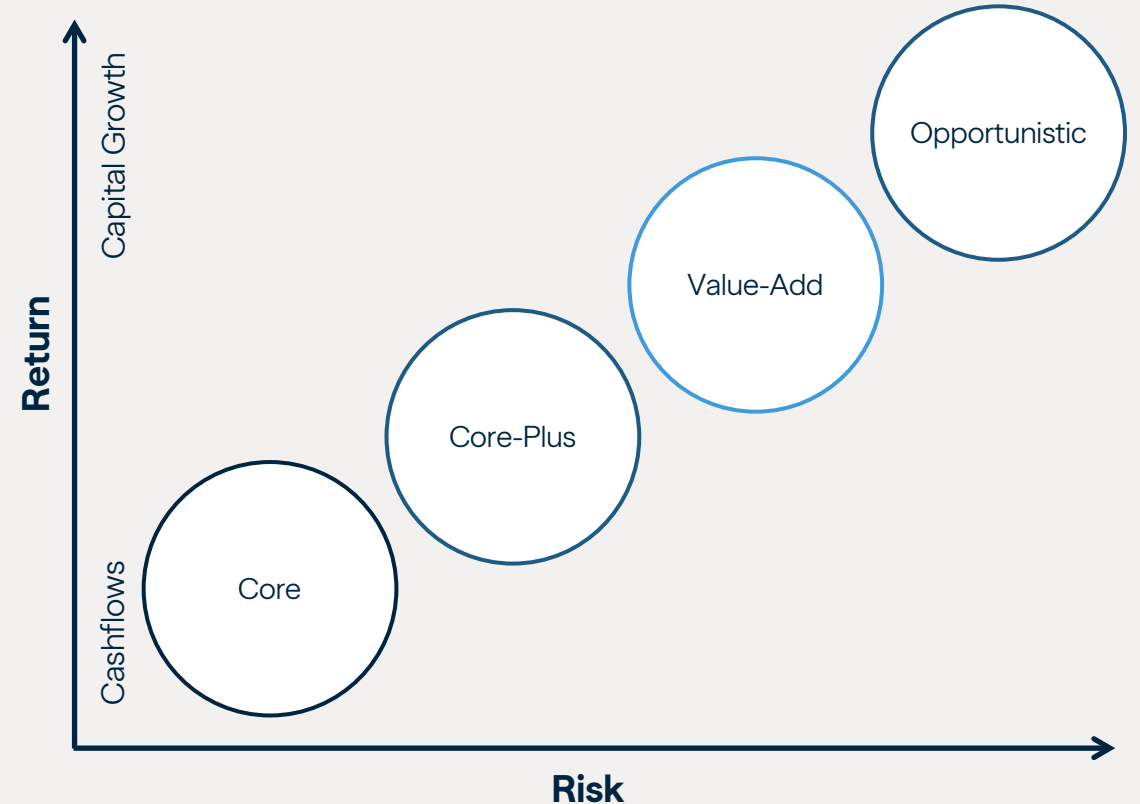 Capital Growth
Opportunistic
Value-Add
Return
Core-Plus
Cashflows
Core
Risk